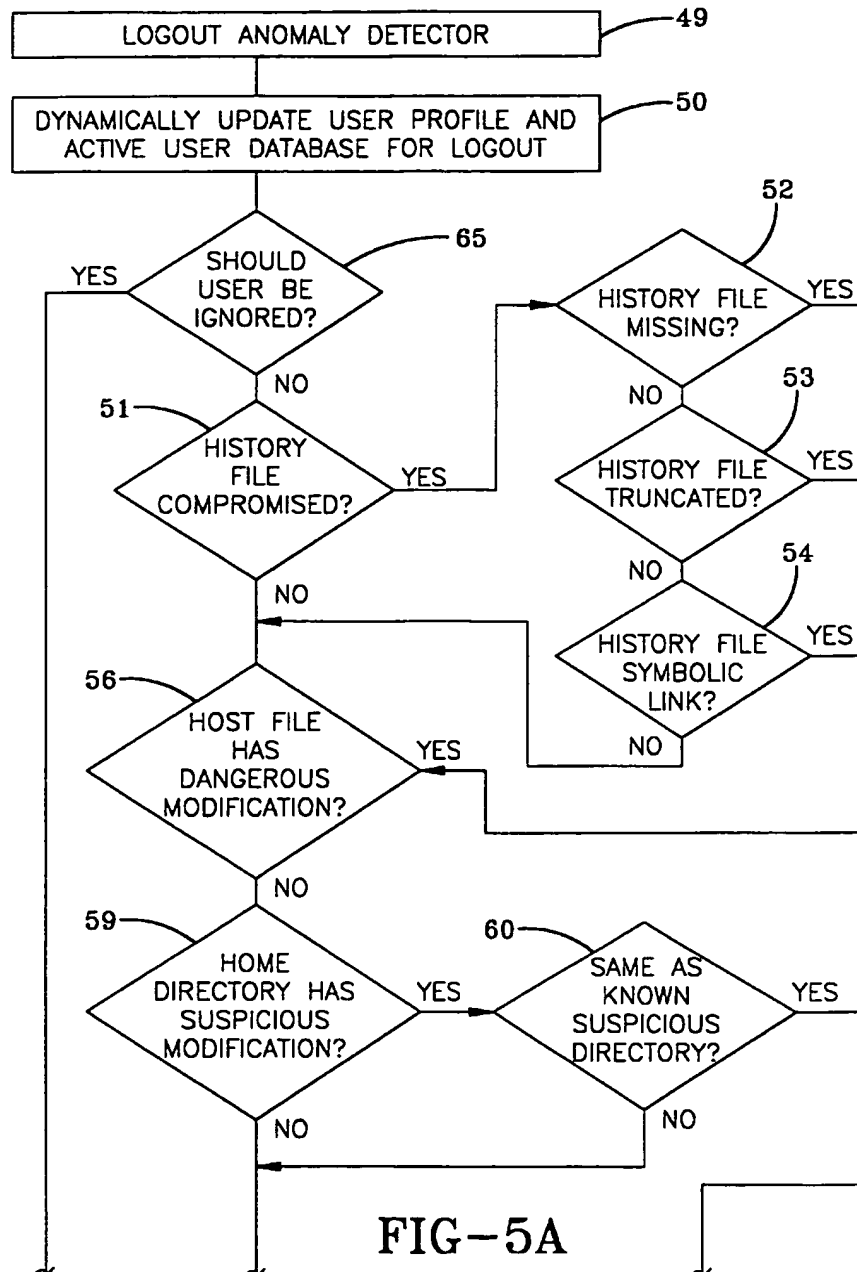 LOGOUT ANOMALY DETECTOR
49
DYNAMICALLY UPDATE USER PROFILE AND
ACTIVE USER DATABASE FOR LOGOUT
50
SHOULD
USER BE
IGNORED?
65
YES
NO
HISTORY
FILE
COMPROMISED?
51
YES
NO
HISTORY FILE
MISSING?
52
YES
NO
HISTORY FILE
TRUNCATED?
53
YES
NO
HISTORY FILE
SYMBOLIC
LINK?
54
YES
NO
HOST FILE
HAS
DANGEROUS
MODIFICATION?
56
YES
NO
HOME
DIRECTORY HAS
SUSPICIOUS
MODIFICATION?
59
YES
NO
SAME AS
KNOWN
SUSPICIOUS
DIRECTORY?
60
YES
NO
FIG-5A